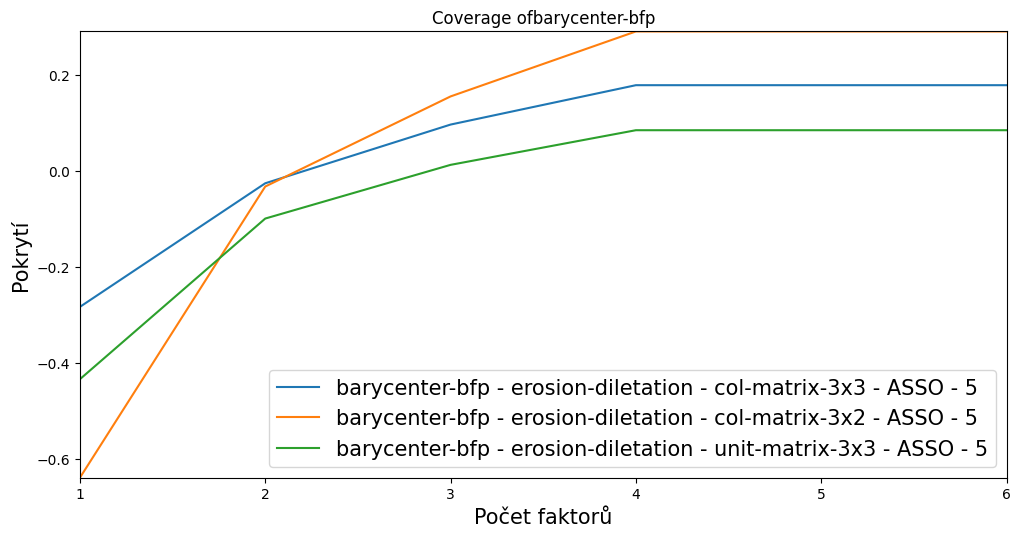 Coverage ofbarycenter-bfp
Pokrytí
0.2
0.0
−0.2
−0.4
−0.6
barycenter-bfp - erosion-diletation - col-matrix-3x3 - ASSO - 5
barycenter-bfp - erosion-diletation - col-matrix-3x2 - ASSO - 5
barycenter-bfp - erosion-diletation - unit-matrix-3x3 - ASSO - 5
1 2 3 4 5 6
Počet faktorů